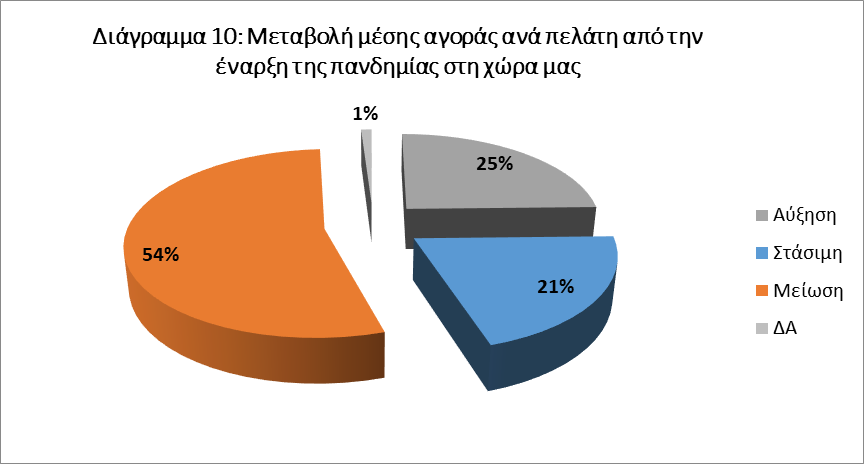 Διάγραμμα 10: Μεταβολή μέσης αγοράς ανά πελάτη από την
έναρξη της πανδημίας στη χώρα μας
1%
25%
54%
21%
Αύξηση
Στάσιμη
Μείωση
ΔΑ